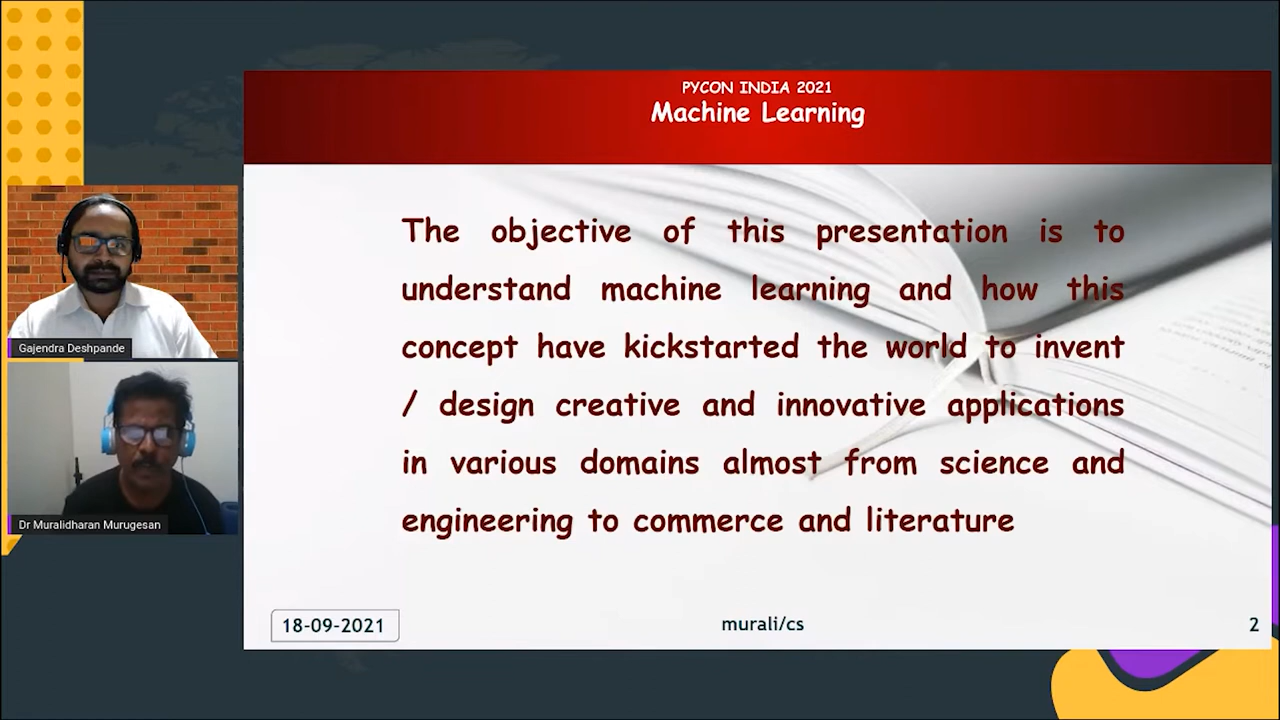 PYCON INDIA 2021
Machine Learning
The objective of this presentation is to
understand machine learning and how this
concept have kickstarted the world to invent
/ design creative and innovative applications
in various domains almost from science and
engineering to commerce and literature
18-09-2021
murali/cs
2
Gajendra Deshpande
Dr Muralidharan Murugesan